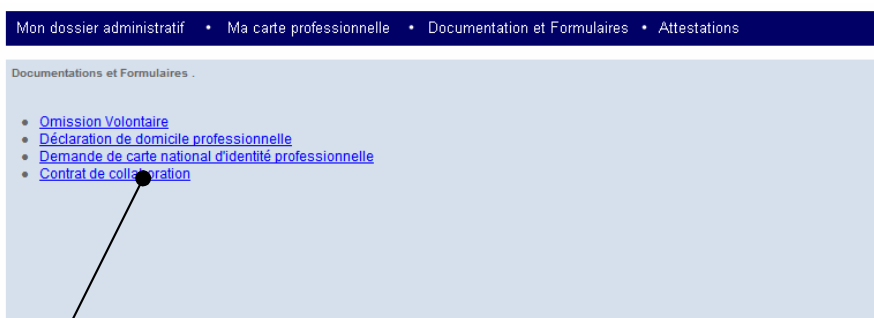 Mon dossier administratif • Ma carte professionnelle • Documentation et Formulaires • Attestations
Documentations et Formulaires .
• Omission Volontaire
• Déclaration de domicile professionnelle
• Demande de carte national d'identité professionnelle
• Contrat de collaboration